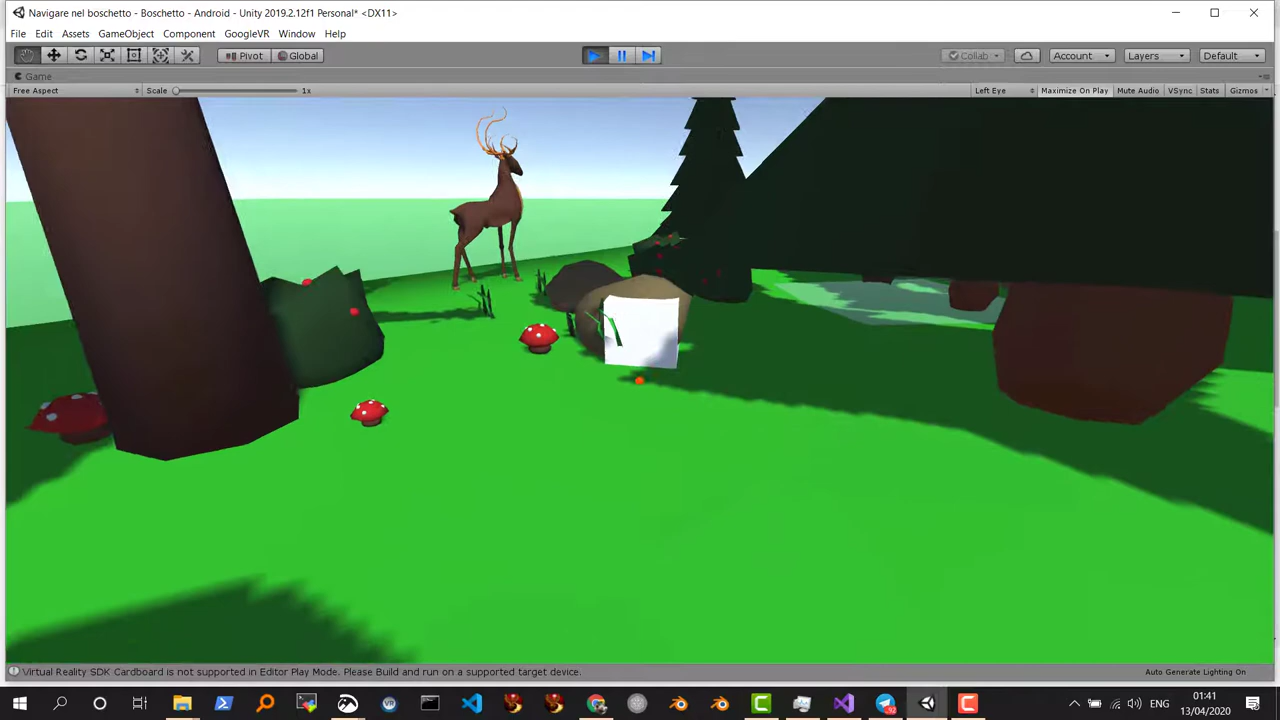 Navigare nel boschetto - Boschetto - Android - Unity 2019.2.12f1 Personal* <DX11>
File Edit Assets GameObject Component GoogleVR Window Help
Pivot Global Collab Account Layers Default
Game
Free Aspect Scale 1x Left Eye Maximize On Play Mute Audio VSync Stats Gizmos
Virtual Reality SDK Cardboard is not supported in Editor Play Mode. Please Build and run on a supported target device. Auto Generate Lighting On
92 ENG 01:41
13/04/2020